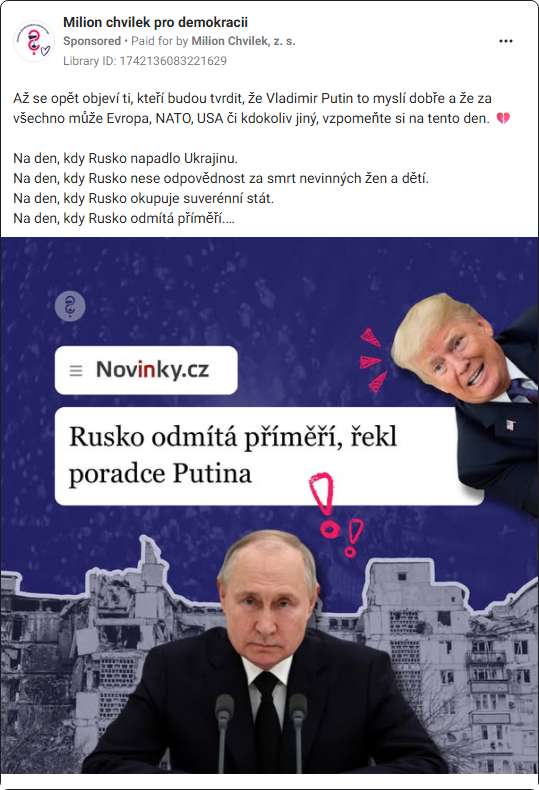 Milion chvilek pro demokracii
Sponsored • Paid for by Milion Chvilek, z. s.
Library ID: 1742136083221629
Až se opět objeví ti, kteří budou tvrdit, že Vladimir Putin to myslí dobře a že za
všechno může Evropa, NATO, USA či kdokoliv jiný, vzpomeňte si na tento den. 💔
Na den, kdy Rusko napadlo Ukrajinu.
Na den, kdy Rusko nese odpovědnost za smrt nevinných žen a dětí.
Na den, kdy Rusko okupuje suverénní stát.
Na den, kdy Rusko odmítá příměří....
Novinky.cz
Rusko odmítá příměří, řekl
poradce Putina